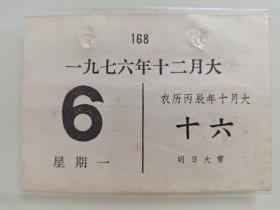 168
一九七六年十二月大
6
星期一
农历丙辰年十月大
十六
明日大雪